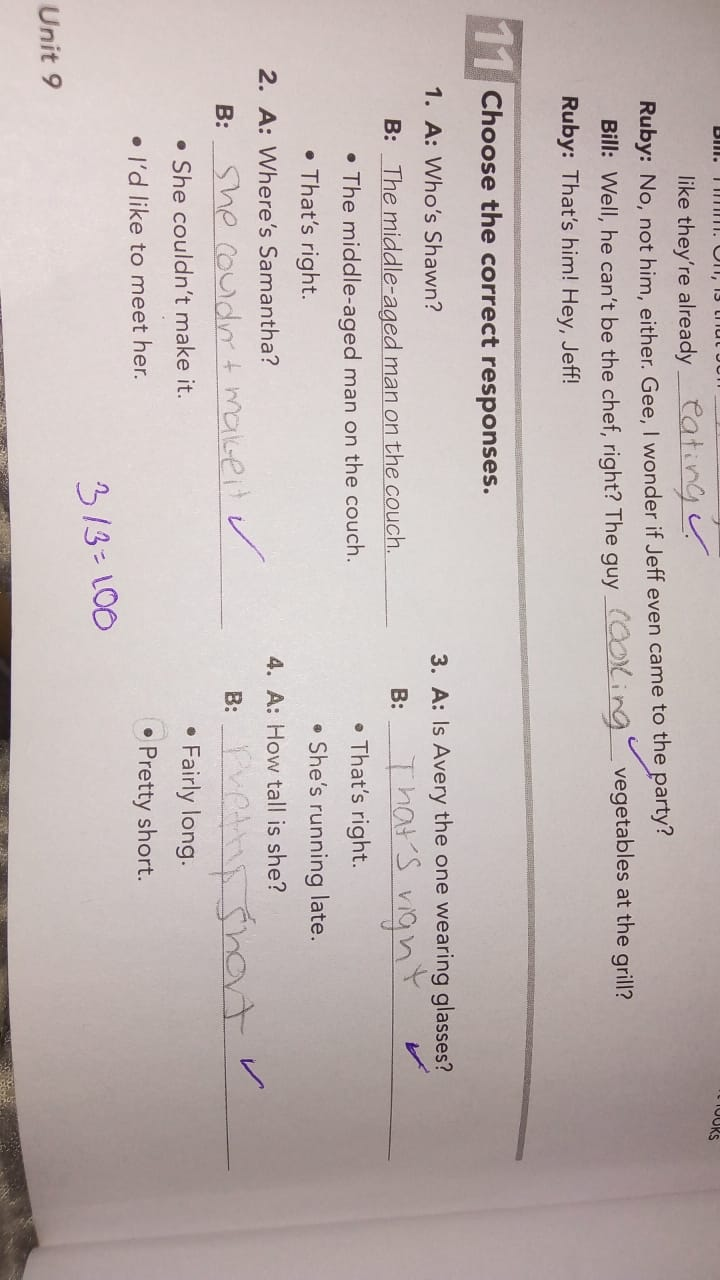 like they're already eating.
Ruby: No, not him, either. Gee, I wonder if Jeff even came to the party?
Bill: Well, he can't be the chef, right? The guy cooking vegetables at the grill?
Ruby: That's him! Hey, Jeff!
11 Choose the correct responses.
1. A: Who's Shawn?
B: The middle-aged man on the couch.
• The middle-aged man on the couch.
• That's right.
2. A: Where's Samantha?
B: She couldn't makeit
• She couldn't make it.
• I'd like to meet her.
3. A: Is Avery the one wearing glasses?
B: That's right
• That's right.
• She's running late.
4. A: How tall is she?
B: Pretty short
• Fairly long.
• Pretty short.
3/3=100
Unit 9